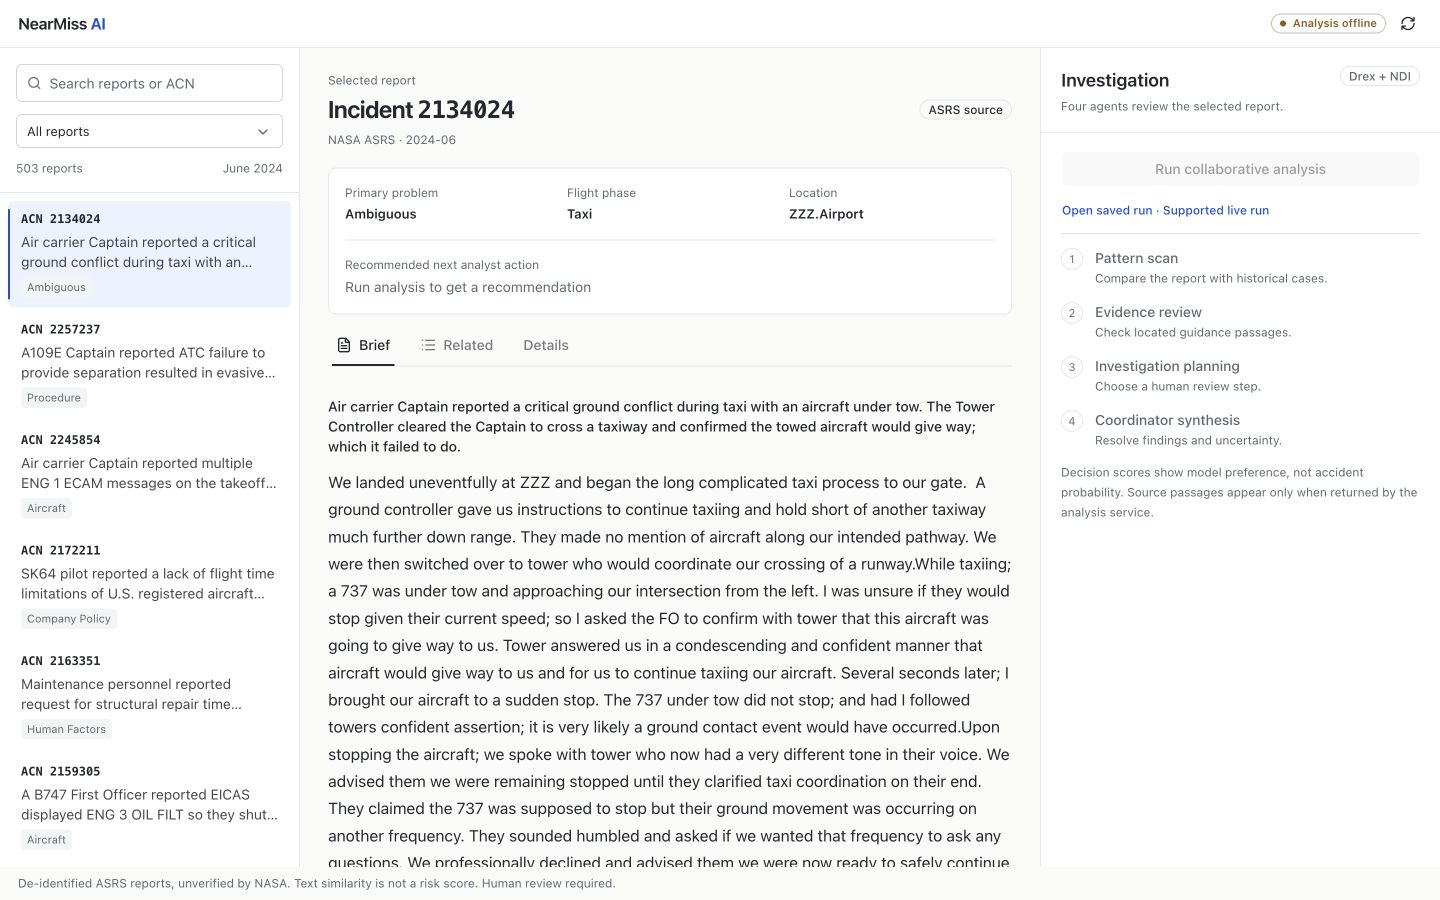 NearMiss AI
Analysis offline
Search reports or ACN
All reports
503 reports
June 2024
ACN 2134024
Air carrier Captain reported a critical
ground conflict during taxi with an...
Ambiguous
ACN 2257237
A109E Captain reported ATC failure to
provide separation resulted in evasive...
Procedure
ACN 2245854
Air carrier Captain reported multiple
ENG 1 ECAM messages on the takeoff...
Aircraft
ACN 2172211
SK64 pilot reported a lack of flight time
limitations of U.S. registered aircraft...
Company Policy
ACN 2163351
Maintenance personnel reported
request for structural repair time...
Human Factors
ACN 2159305
A B747 First Officer reported EICAS
displayed ENG 3 OIL FILT so they shut...
Aircraft
Selected report
Incident 2134024
ASRS source
NASA ASRS · 2024-06
Primary problem
Ambiguous
Flight phase
Taxi
Location
ZZZ.Airport
Recommended next analyst action
Run analysis to get a recommendation
Brief
Related
Details
Air carrier Captain reported a critical ground conflict during taxi with an aircraft under tow. The Tower
Controller cleared the Captain to cross a taxiway and confirmed the towed aircraft would give way;
which it failed to do.
We landed uneventfully at ZZZ and began the long complicated taxi process to our gate.  A
ground controller gave us instructions to continue taxiing and hold short of another taxiway
much further down range. They made no mention of aircraft along our intended pathway. We
were then switched over to tower who would coordinate our crossing of a runway.While taxiing;
a 737 was under tow and approaching our intersection from the left. I was unsure if they would
stop given their current speed; so I asked the FO to confirm with tower that this aircraft was
going to give way to us. Tower answered us in a condescending and confident manner that
aircraft would give way to us and for us to continue taxiing our aircraft. Several seconds later; I
brought our aircraft to a sudden stop. The 737 under tow did not stop; and had I followed
towers confident assertion; it is very likely a ground contact event would have occurred.Upon
stopping the aircraft; we spoke with tower who now had a very different tone in their voice. We
advised them we were remaining stopped until they clarified taxi coordination on their end.
They claimed the 737 was supposed to stop but their ground movement was occurring on
another frequency. They sounded humbled and asked if we wanted that frequency to ask any
questions. We professionally declined and advised them we were now ready to safely continue
Investigation
Drex + NDI
Four agents review the selected report.
Run collaborative analysis
Open saved run · Supported live run
1
Pattern scan
Compare the report with historical cases.
2
Evidence review
Check located guidance passages.
3
Investigation planning
Choose a human review step.
4
Coordinator synthesis
Resolve findings and uncertainty.
Decision scores show model preference, not accident
probability. Source passages appear only when returned by the
analysis service.
De-identified ASRS reports, unverified by NASA. Text similarity is not a risk score. Human review required.